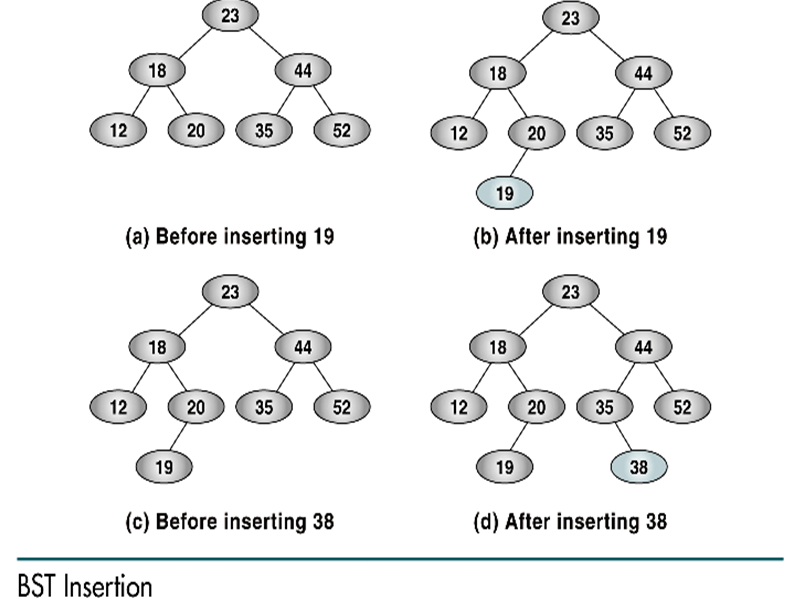 23 23
18 44 18 44
12 20 35 52 12 20 35 52
19
(a) Before inserting 19 (b) After inserting 19
23 23
18 44 18 44
12 20 35 52 12 20 35 52
19 19 38
(c) Before inserting 38 (d) After inserting 38
BST Insertion